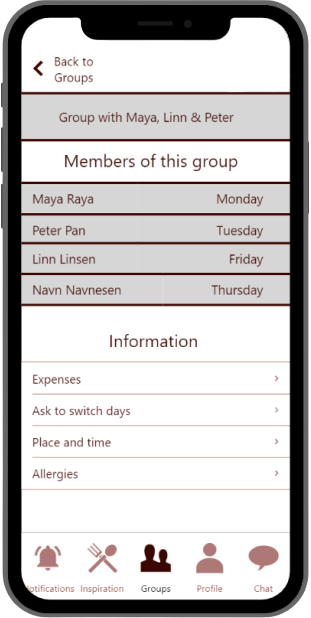 Back to
Groups
Group with Maya, Linn & Peter
Members of this group
Maya Raya Monday
Peter Pan Tuesday
Linn Linsen Friday
Navn Navnesen Thursday
Information
Expenses
Ask to switch days
Place and time
Allergies
otifications Inspiration Groups Profile Chat